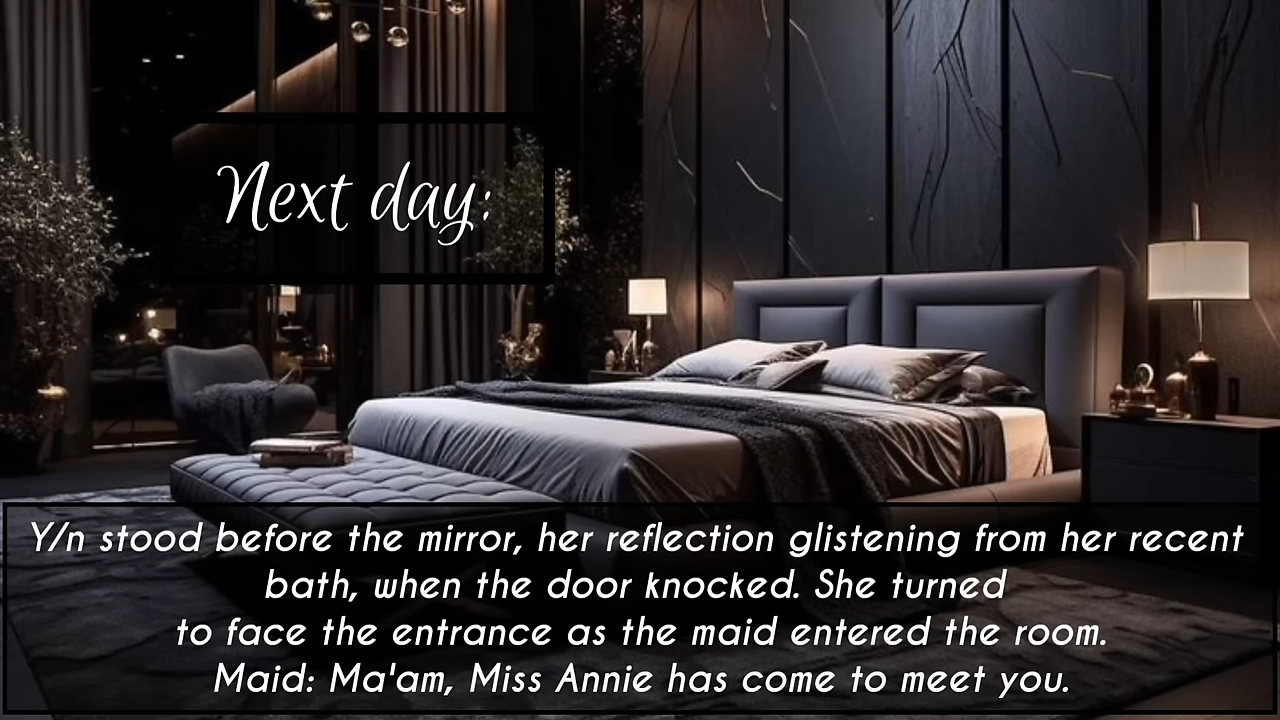 Next day:
Y/n stood before the mirror, her reflection glistening from her recent
bath, when the door knocked. She turned
to face the entrance as the maid entered the room.
Maid: Ma'am, Miss Annie has come to meet you.